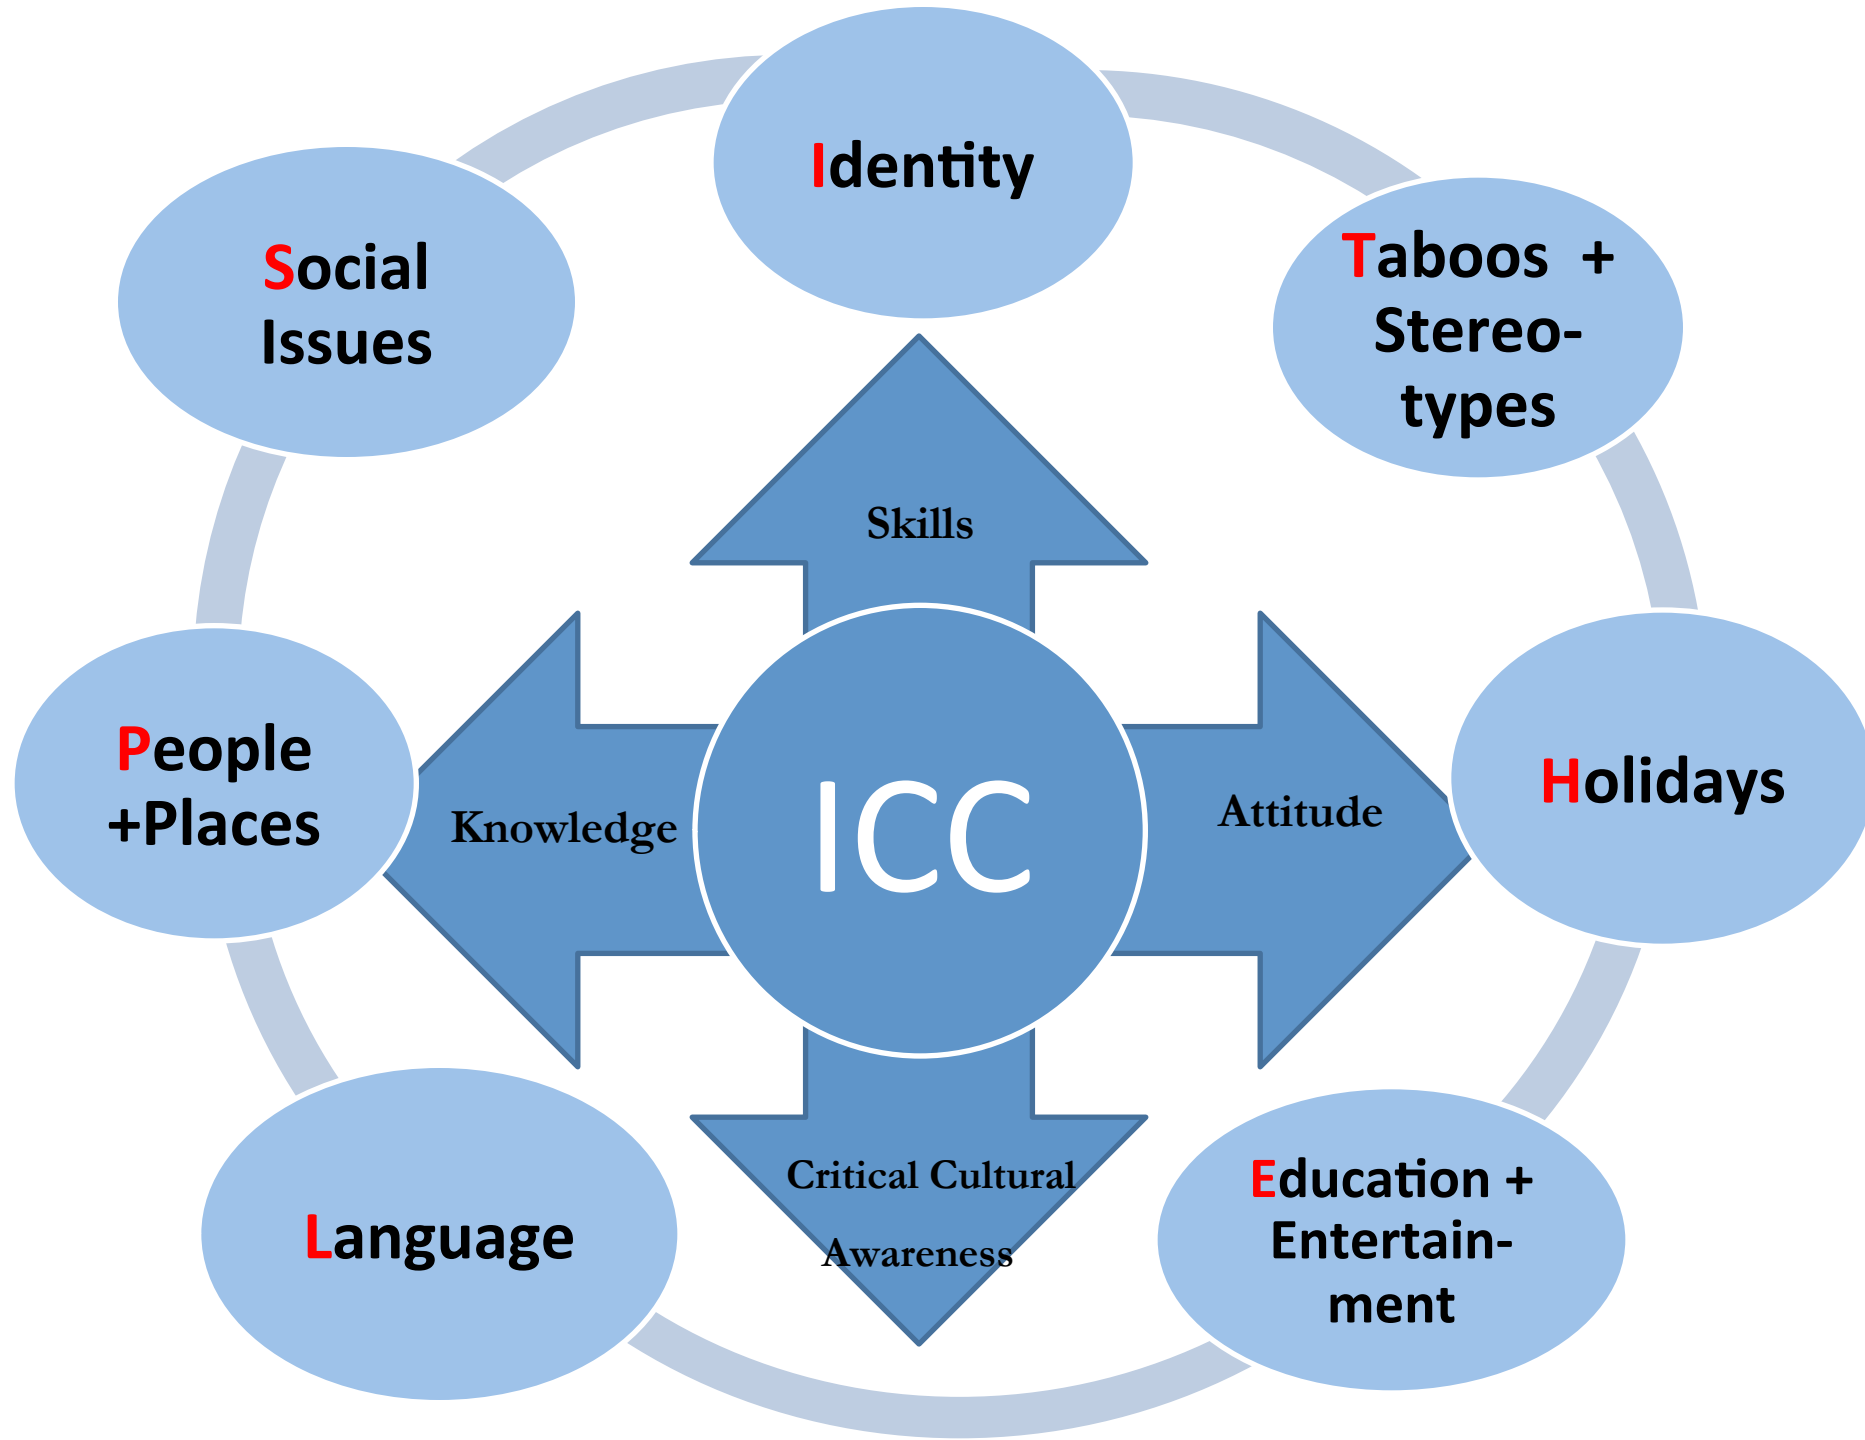 Identity
Social
Issues
Taboos +
Stereo-
types
Skills
People
+Places
Knowledge
ICC
Attitude
Holidays
Language
Critical Cultural
Awareness
Education +
Entertain-
ment